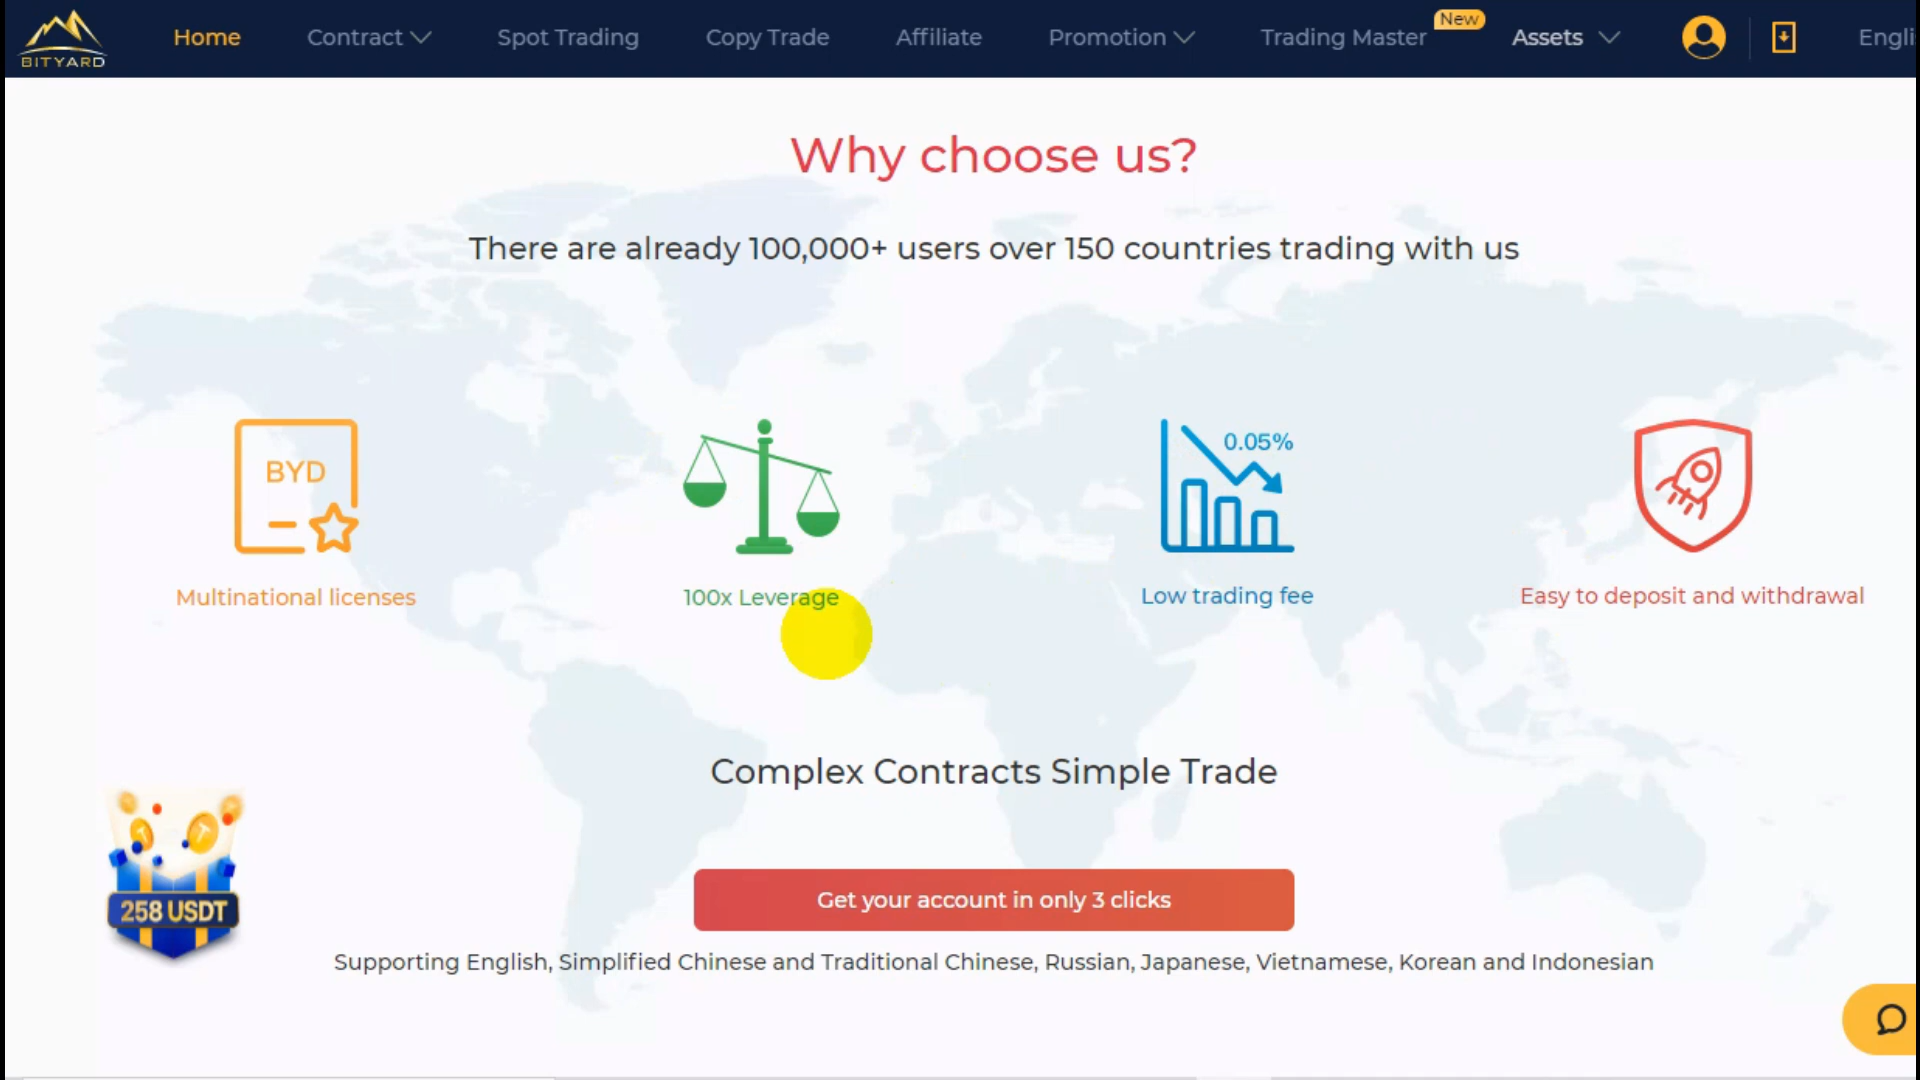 BITYARD
Home Contract Spot Trading Copy Trade Affiliate Promotion Trading Master New Assets Engli
Why choose us?
There are already 100,000+ users over 150 countries trading with us
BYD
0.05%
Multinational licenses
100x Leverage
Low trading fee
Easy to deposit and withdrawal
Complex Contracts Simple Trade
258 USDT
Get your account in only 3 clicks
Supporting English, Simplified Chinese and Traditional Chinese, Russian, Japanese, Vietnamese, Korean and Indonesian